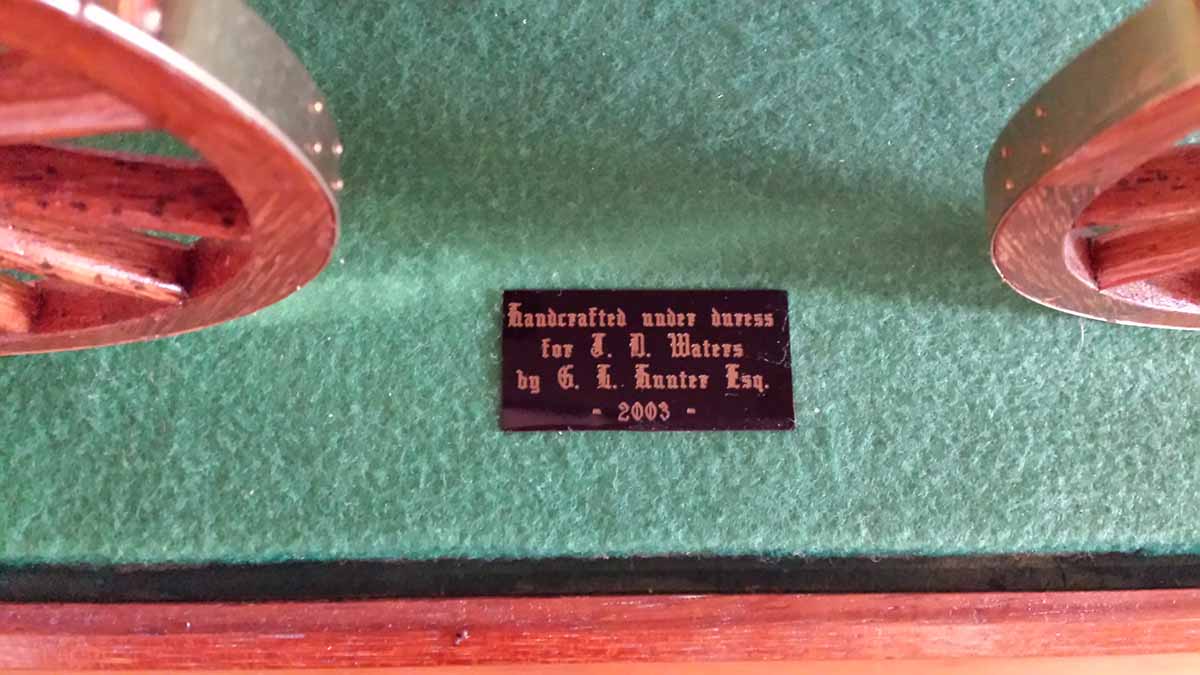 Handcrafted under duress
for J. D. Waters
by G. L. Hunter Esq.
- 2003 -